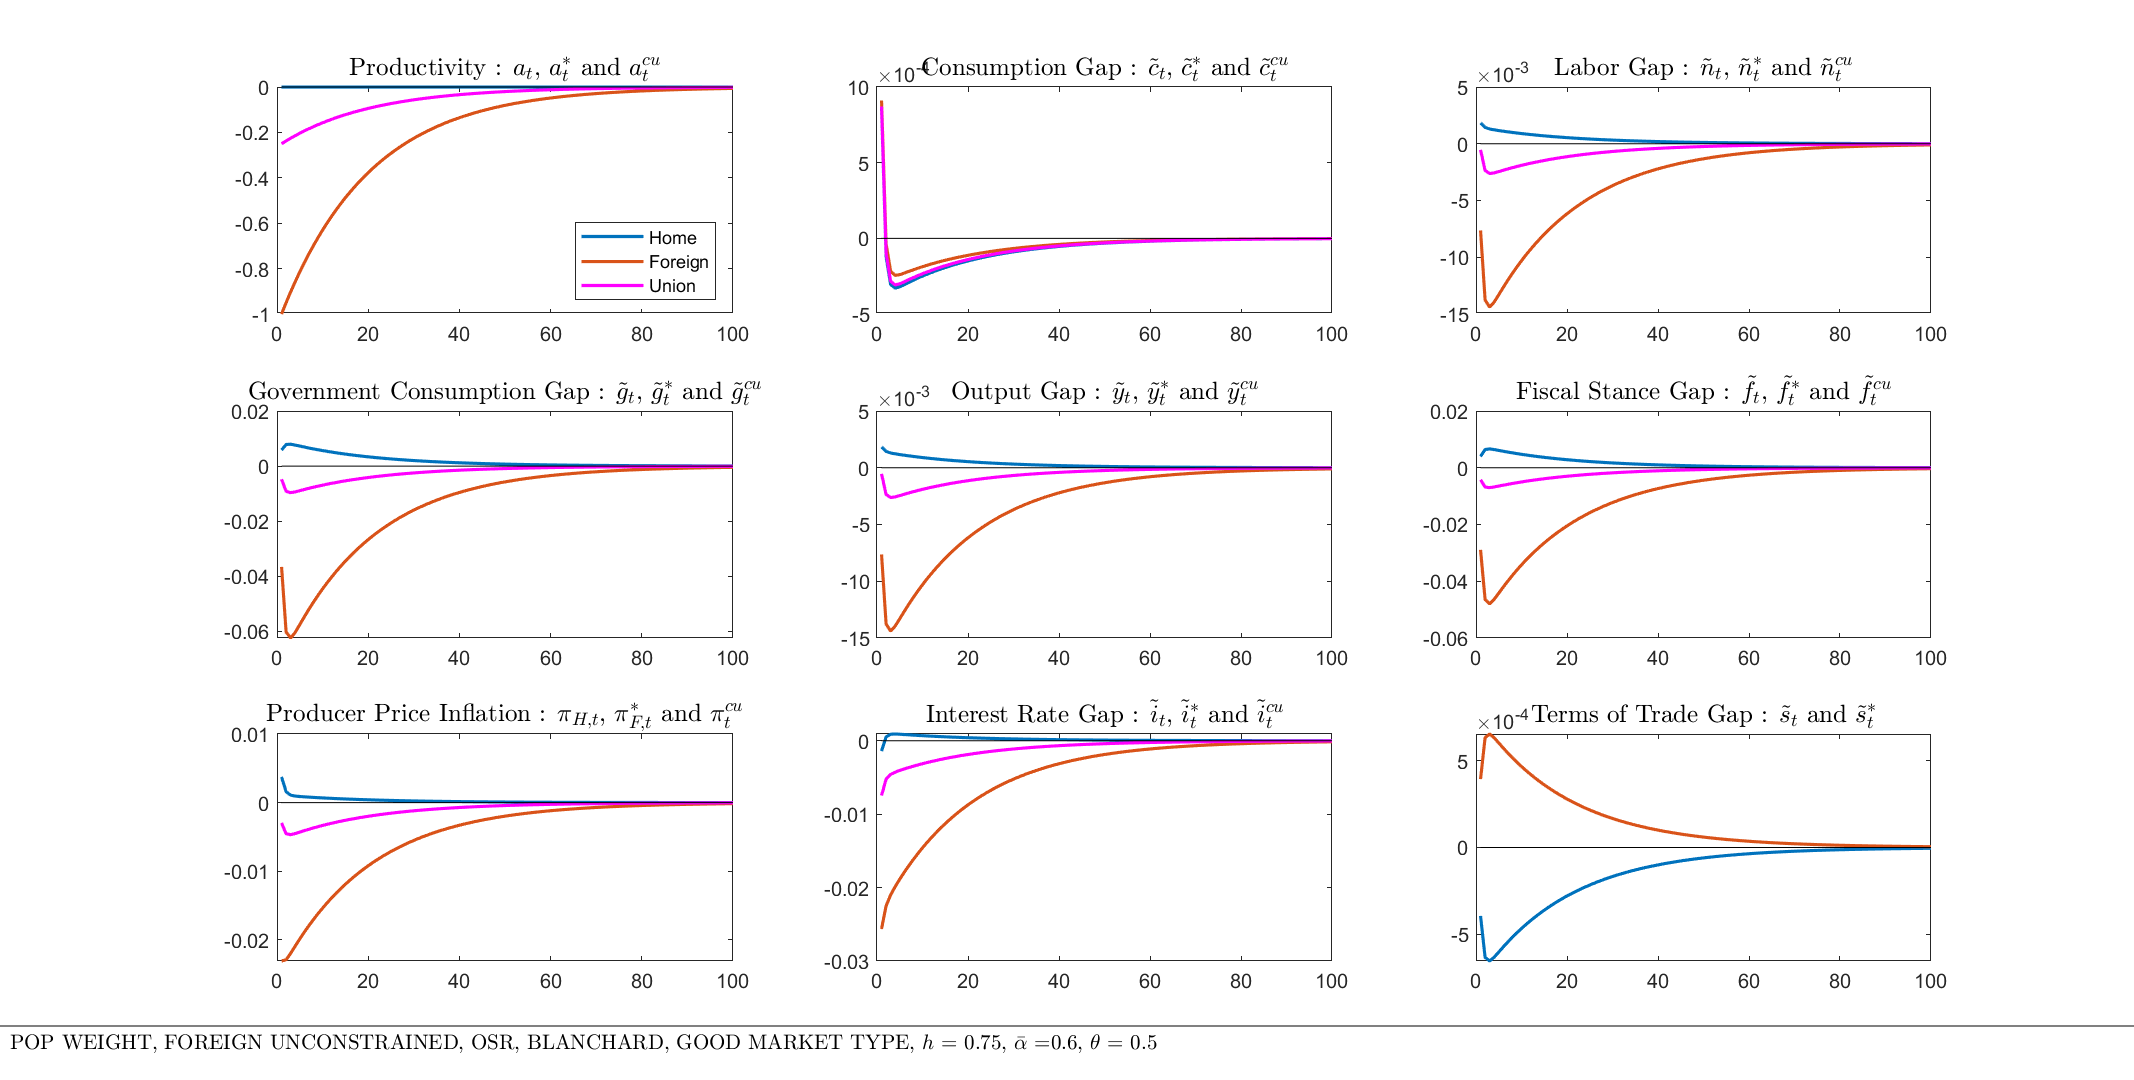 Productivity : a_t, a_t^* and a_t^{cu}
0
-0.2
-0.4
-0.6
-0.8
-1
0 20 40 60 80 100
Home
Foreign
Union
×10^{-4}
Consumption Gap : c̃_t, c̃_t^* and c̃_t^{cu}
10
5
0
-5
0 20 40 60 80 100
×10^{-3}
Labor Gap : ñ_t, ñ_t^* and ñ_t^{cu}
5
0
-5
-10
-15
0 20 40 60 80 100
Government Consumption Gap : g̃_t, g̃_t^* and g̃_t^{cu}
0.02
0
-0.02
-0.04
-0.06
0 20 40 60 80 100
×10^{-3}
Output Gap : ỹ_t, ỹ_t^* and ỹ_t^{cu}
5
0
-5
-10
-15
0 20 40 60 80 100
Fiscal Stance Gap : f̃_t, f̃_t^* and f̃_t^{cu}
0.02
0
-0.02
-0.04
-0.06
0 20 40 60 80 100
Producer Price Inflation : π_{H,t}, π_{F,t}^* and π_t^{cu}
0.01
0
-0.01
-0.02
0 20 40 60 80 100
Interest Rate Gap : ĩ_t, ĩ_t^* and ĩ_t^{cu}
0
-0.01
-0.02
-0.03
0 20 40 60 80 100
×10^{-4}
Terms of Trade Gap : s̃_t and s̃_t^*
5
0
-5
0 20 40 60 80 100
POP WEIGHT, FOREIGN UNCONSTRAINED, OSR, BLANCHARD, GOOD MARKET TYPE, h = 0.75, ᾱ =0.6, θ = 0.5